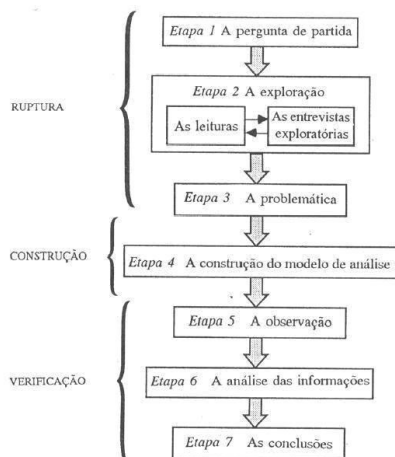 Etapa 1 A pergunta de partida
Etapa 2 A exploração
RUPTURA
As leituras
As entrevistas
exploratórias
Etapa 3 A problemática
CONSTRUÇÃO
Etapa 4 A construção do modelo de análise
Etapa 5 A observação
VERIFICAÇÃO
Etapa 6 A análise das informações
Etapa 7 As conclusões